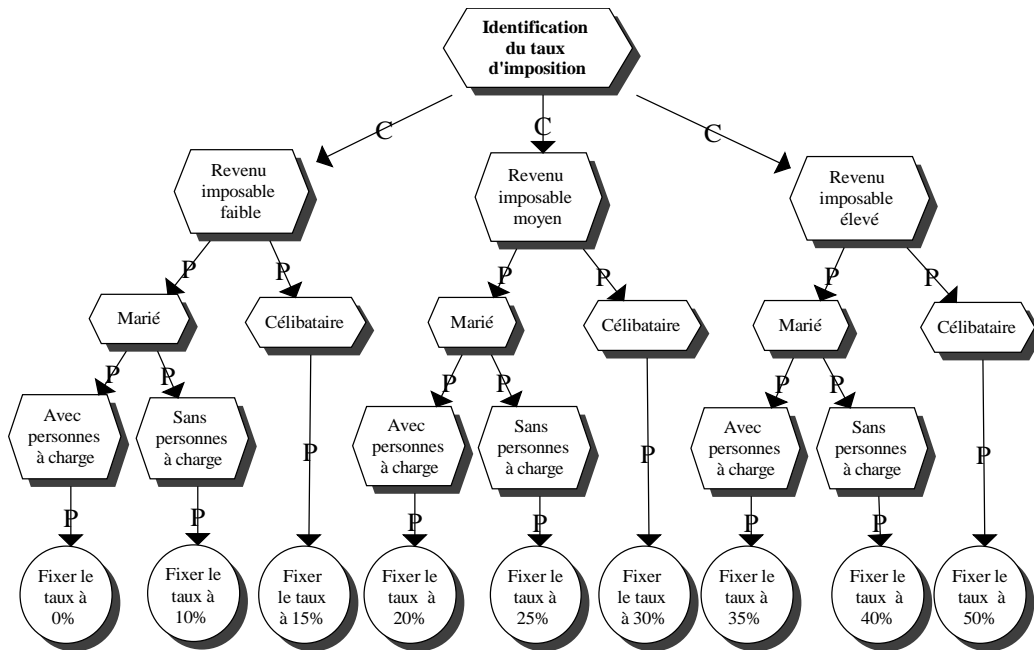 Identification
du taux
d'imposition
C
C
C
Revenu
imposable
faible
Revenu
imposable
moyen
Revenu
imposable
élevé
P
P
P
P
P
P
Marié
Célibataire
Marié
Célibataire
Marié
Célibataire
P
P
P
P
P
P
Avec
personnes
à charge
Sans
personnes
à charge
P
Avec
personnes
à charge
Sans
personnes
à charge
P
Avec
personnes
à charge
Sans
personnes
à charge
P
P
P
P
P
P
P
Fixer le
taux à
0%
Fixer le
taux à
10%
Fixer
le taux
à 15%
Fixer le
taux à
20%
Fixer le
taux à
25%
Fixer
le taux
à 30%
Fixer le
taux à
35%
Fixer le
taux à
40%
Fixer le
taux à
50%